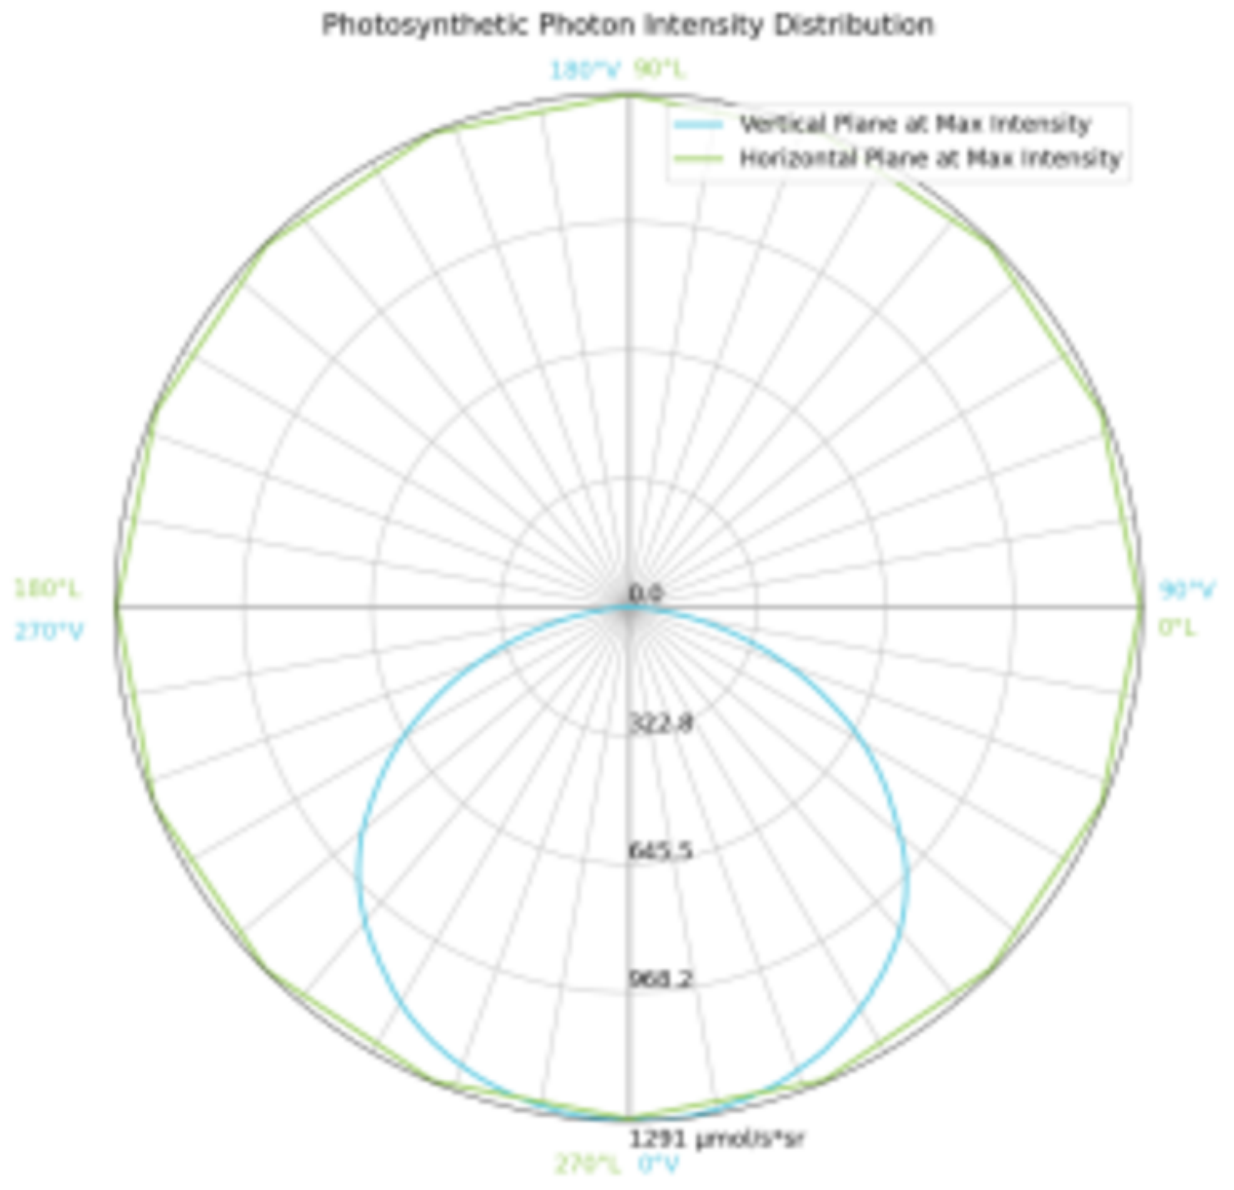 Photosynthetic Photon Intensity Distribution
180°V 90°L
Vertical Plane at Max Intensity
Horizontal Plane at Max Intensity
180°L
270°V
0.0
90°V
0°L
322.8
645.5
968.2
1291 μmol/s*sr
270°L 0°V